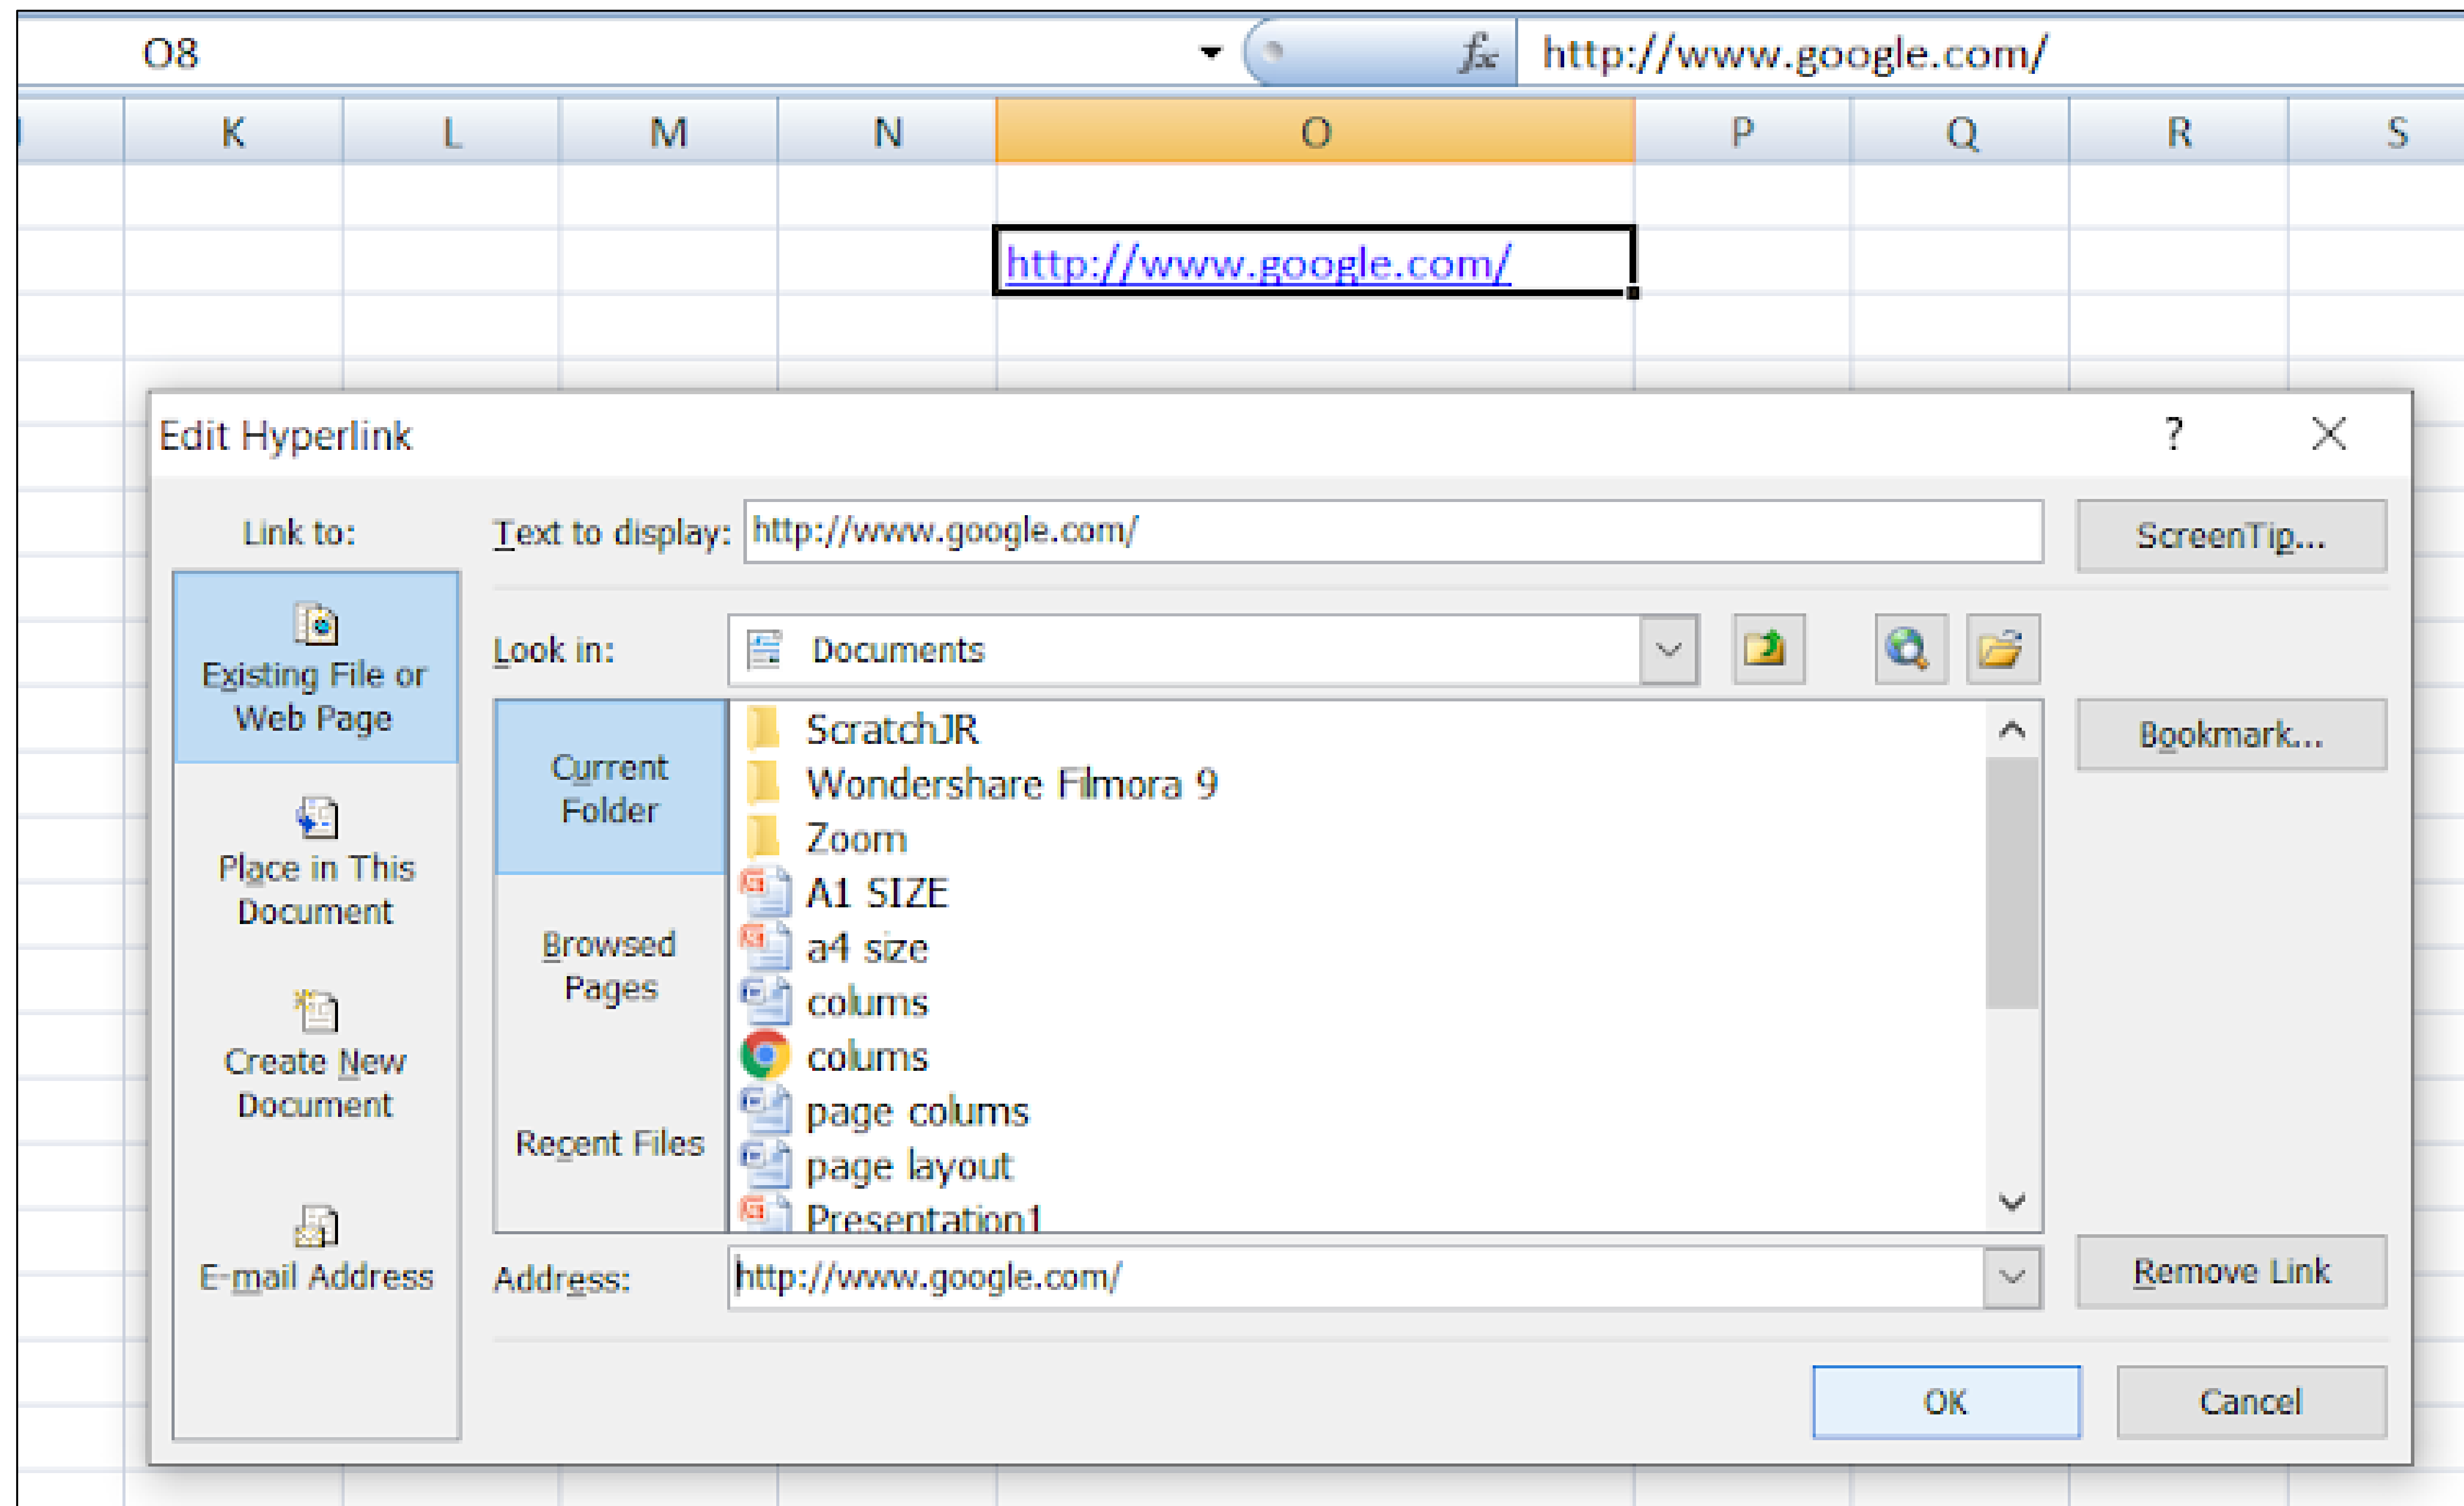 O8 fx http://www.google.com/
K L M N O P Q R S
http://www.google.com/
Edit Hyperlink ?
Link to: Text to display: http://www.google.com/ ScreenTip...
Existing File or Web Page
Look in: Documents
Current Folder
ScratchJR
Bookmark...
Wondershare Filmora 9
Zoom
Place in This Document
A1 SIZE
a4 size
Browsed Pages
colums
colums
Create New Document
page colums
Recent Files
page layout
Presentation1
E-mail Address
Address: http://www.google.com/ Remove Link
OK Cancel